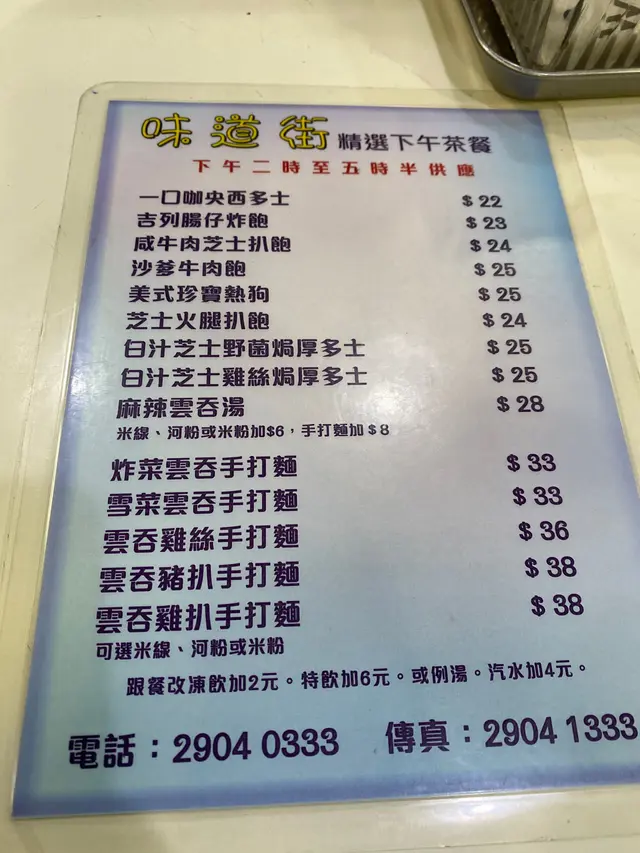 味道街 精選下午茶餐
下午二時至五時半供應
一口咖央西多士 $22
吉列腸仔炸飽 $23
咸牛肉芝士扒飽 $24
沙爹牛肉飽 $25
美式珍寶熱狗 $25
芝士火腿扒飽 $24
白汁芝士野菌焗厚多士 $25
白汁芝士雞絲焗厚多士 $25
麻辣雲吞湯 $28
米線、河粉或米粉加$6，手打麵加$8
炸菜雲吞手打麵 $33
雪菜雲吞手打麵 $33
雲吞雞絲手打麵 $36
雲吞豬扒手打麵 $38
雲吞雞扒手打麵 $38
可選米線、河粉或米粉
跟餐改凍飲加2元。特飲加6元。或例湯。汽水加4元。
電話：2904 0333 傳真：2904 1333